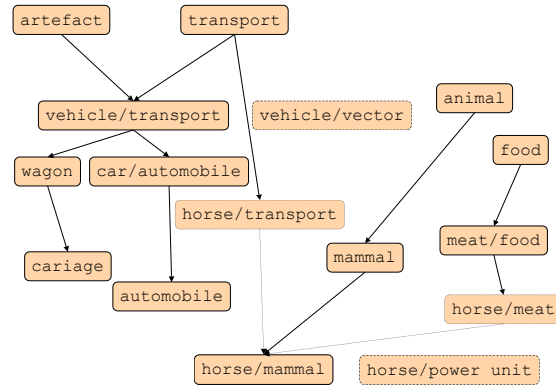 artefact
transport
animal
vehicle/transport
vehicle/vector
food
wagon
car/automobile
horse/transport
meat/food
mammal
cariage
automobile
horse/meat
horse/mammal
horse/power unit